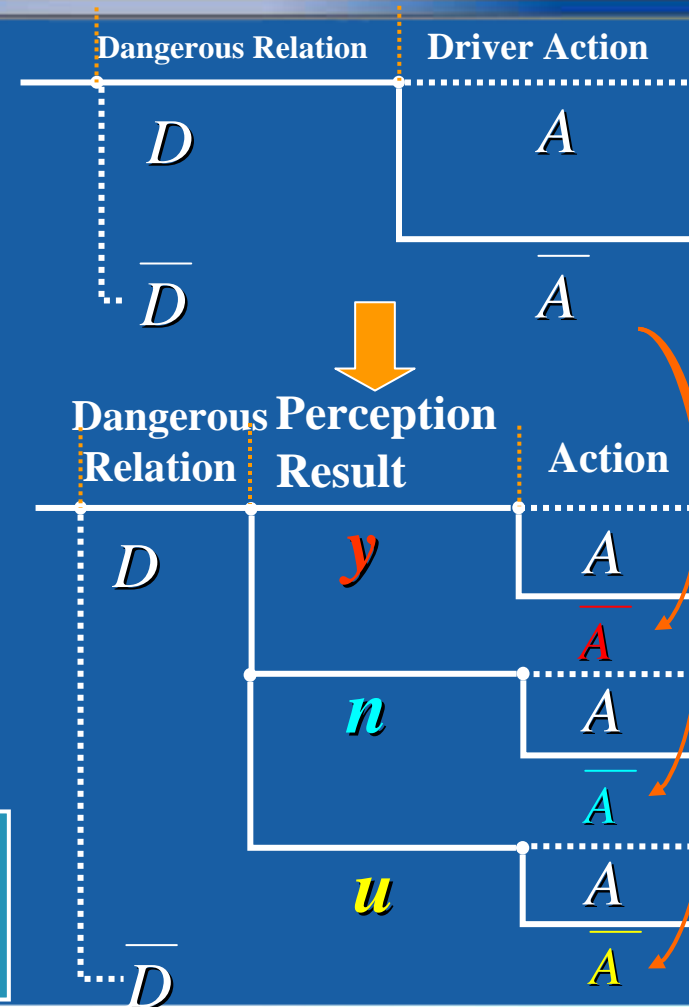 Dangerous Relation Driver Action
D A
D̅ A̅
Dangerous Perception
Relation Result Action
D y A
A̅
n A
A̅
u A
D̅ A̅